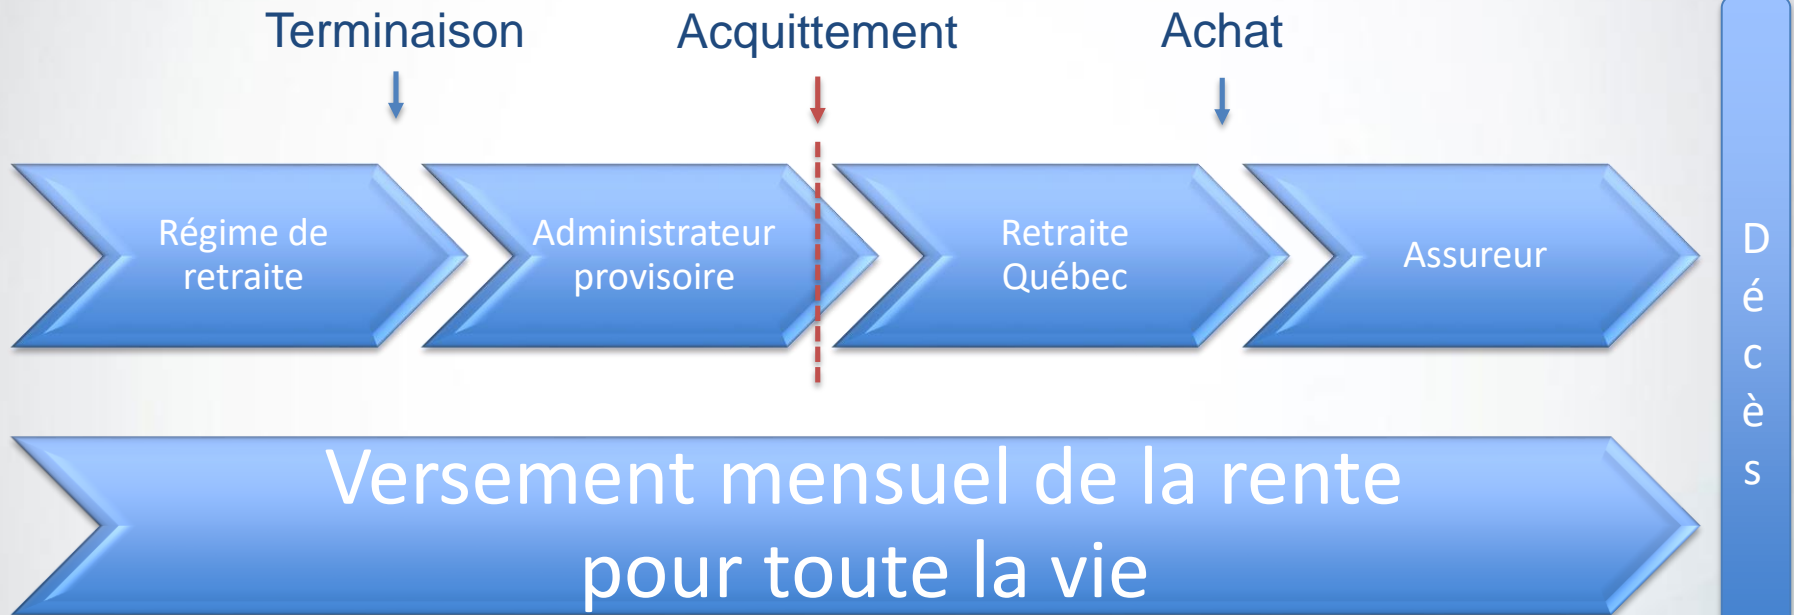 Terminaison
Acquittement
Achat
Régime de
retraite
Administrateur
provisoire
Retraite
Québec
Assureur
Décès
Versement mensuel de la rente
pour toute la vie